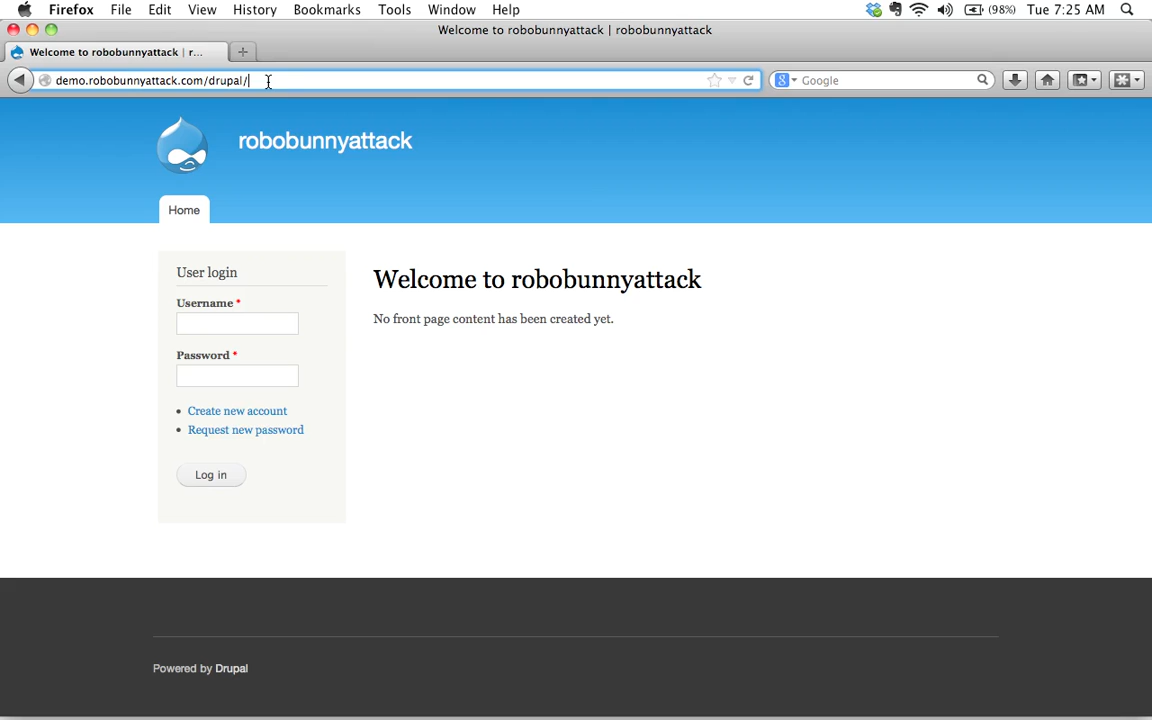 Firefox File Edit View History Bookmarks Tools Window Help (98%) Tue 7:25 AM
Welcome to robobunnyattack | robobunnyattack
Welcome to robobunnyattack | r...
demo.robobunnyattack.com/drupal/ Google
robobunnyattack
Home
User login
Username *
Password *
Create new account
Request new password
Log in
Welcome to robobunnyattack
No front page content has been created yet.
Powered by Drupal